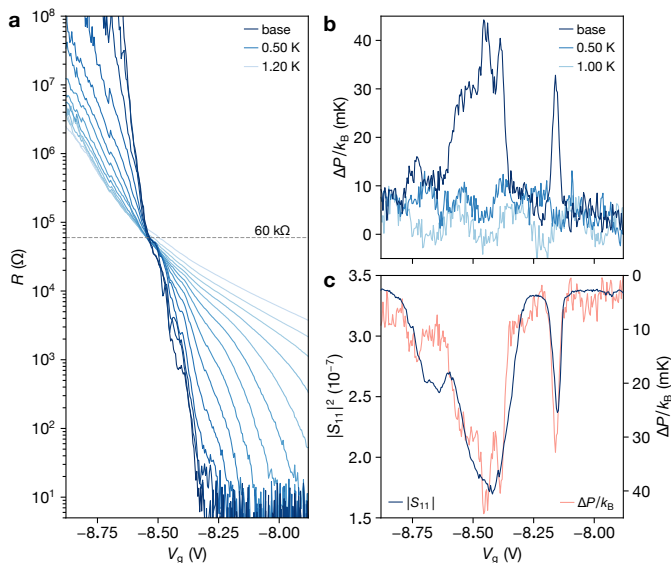 a
base
0.50 K
1.20 K
10⁸
10⁷
10⁶
10⁵
10⁴
10³
10²
10¹
R (Ω)
60 kΩ
−8.75
−8.50
−8.25
−8.00
V_g (V)
b
base
0.50 K
1.00 K
40
30
20
10
0
ΔP/k_B (mK)
c
3.5
3.0
2.5
2.0
1.5
|S₁₁|² (10⁻⁷)
0
10
20
30
40
ΔP/k_B (mK)
|S₁₁|
ΔP/k_B
−8.75
−8.50
−8.25
−8.00
V_g (V)